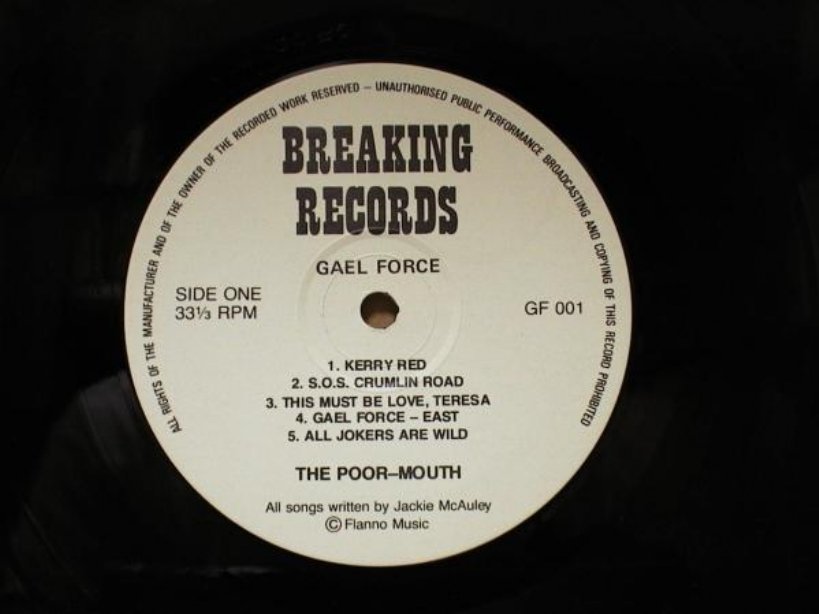 ALL RIGHTS OF THE MANUFACTURER AND OF THE OWNER OF THE RECORDED WORK RESERVED – UNAUTHORISED PUBLIC PERFORMANCE BROADCASTING AND COPYING OF THIS RECORD PROHIBITED
BREAKING
RECORDS
GAEL FORCE
SIDE ONE
33⅓ RPM
GF 001
1. KERRY RED
2. S.O.S. CRUMLIN ROAD
3. THIS MUST BE LOVE, TERESA
4. GAEL FORCE – EAST
5. ALL JOKERS ARE WILD
THE POOR–MOUTH
All songs written by Jackie McAuley
© Flanno Music